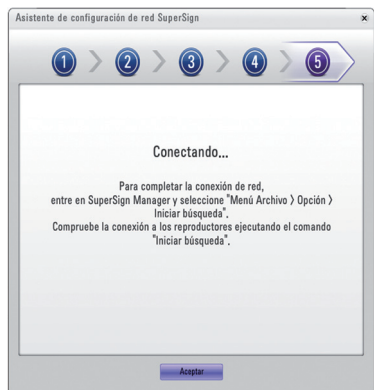 Asistente de configuración de red SuperSign
1 2 3 4 5
Conectando...
Para completar la conexión de red,
entre en SuperSign Manager y seleccione "Menú Archivo > Opción >
Iniciar búsqueda".
Compruebe la conexión a los reproductores ejecutando el comando
"Iniciar búsqueda".
Aceptar